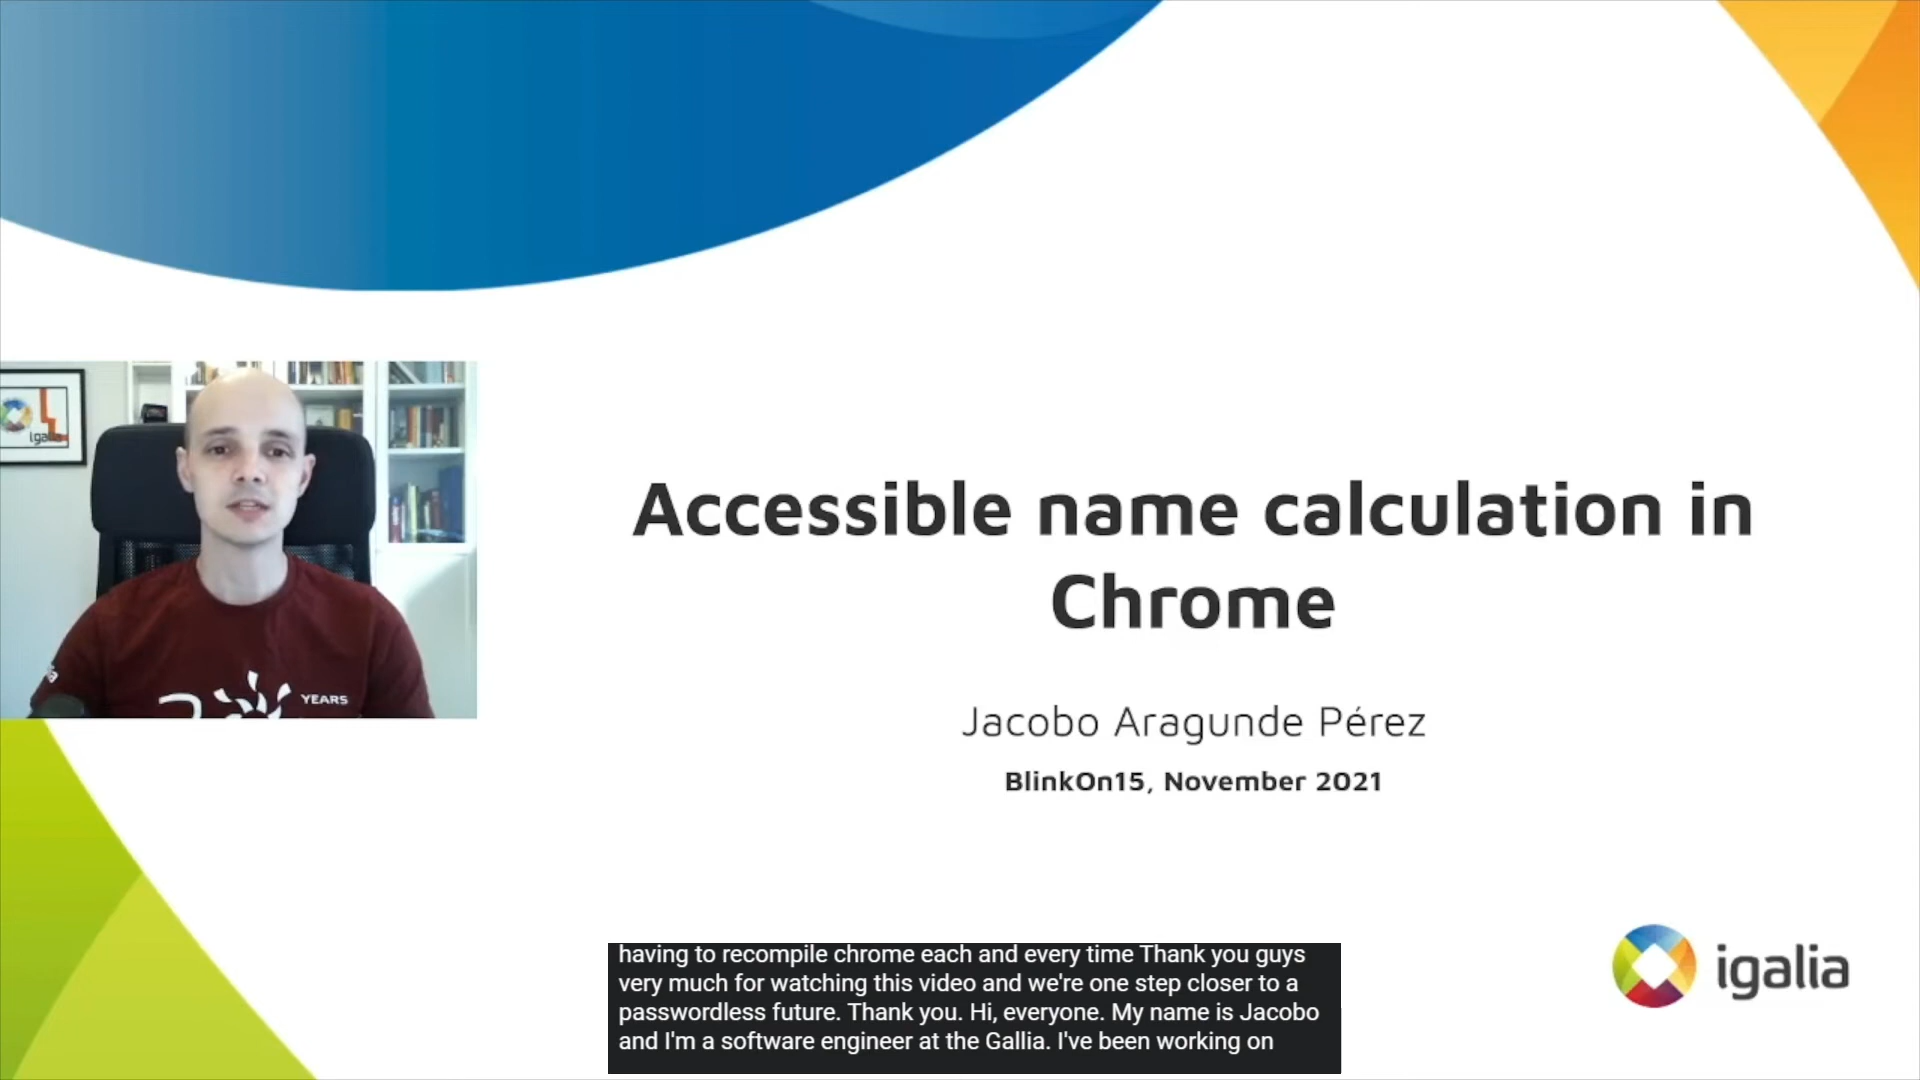 igalia
YEARS
Accessible name calculation in
Chrome
Jacobo Aragunde Pérez
BlinkOn15, November 2021
igalia
having to recompile chrome each and every time Thank you guys
very much for watching this video and we're one step closer to a
passwordless future. Thank you. Hi, everyone. My name is Jacobo
and I'm a software engineer at the Gallia. I've been working on